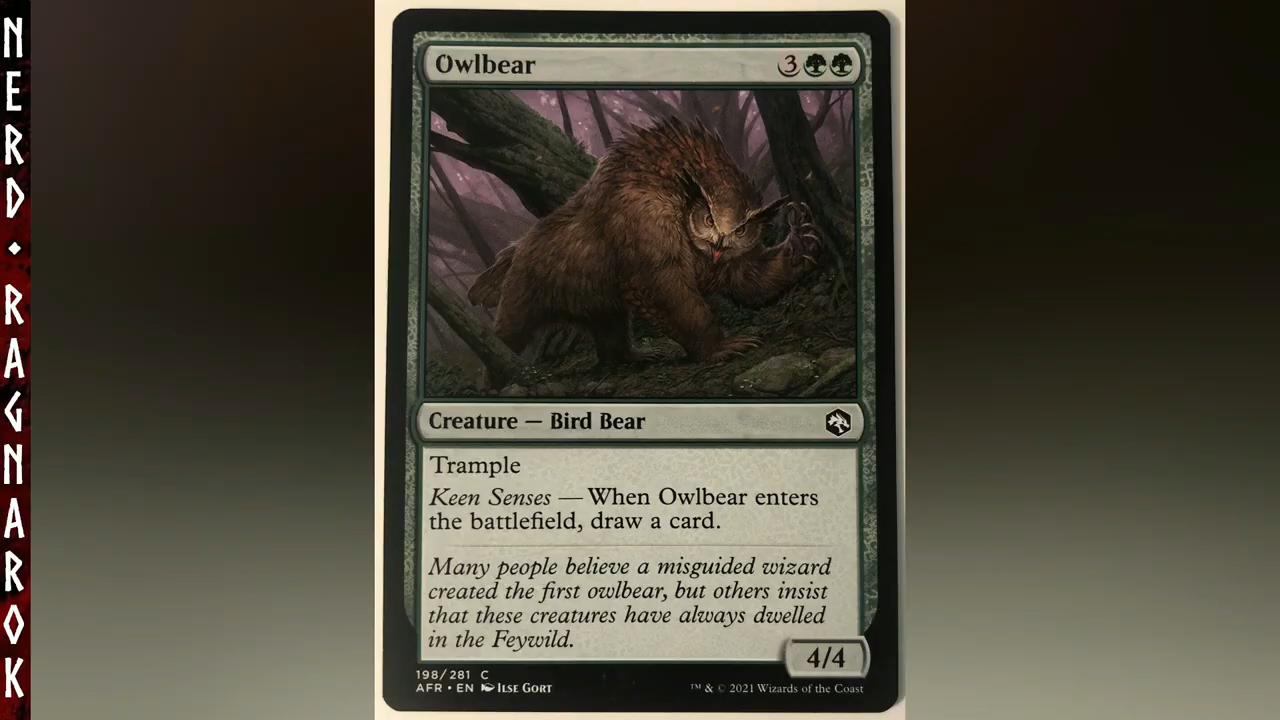 NERD · RAGNAROK
Owlbear
3
Creature — Bird Bear
Trample
Keen Senses — When Owlbear enters
the battlefield, draw a card.
Many people believe a misguided wizard
created the first owlbear, but others insist
that these creatures have always dwelled
in the Feywild.
4/4
198/281 C
AFR • EN Ilse Gort
™ & © 2021 Wizards of the Coast